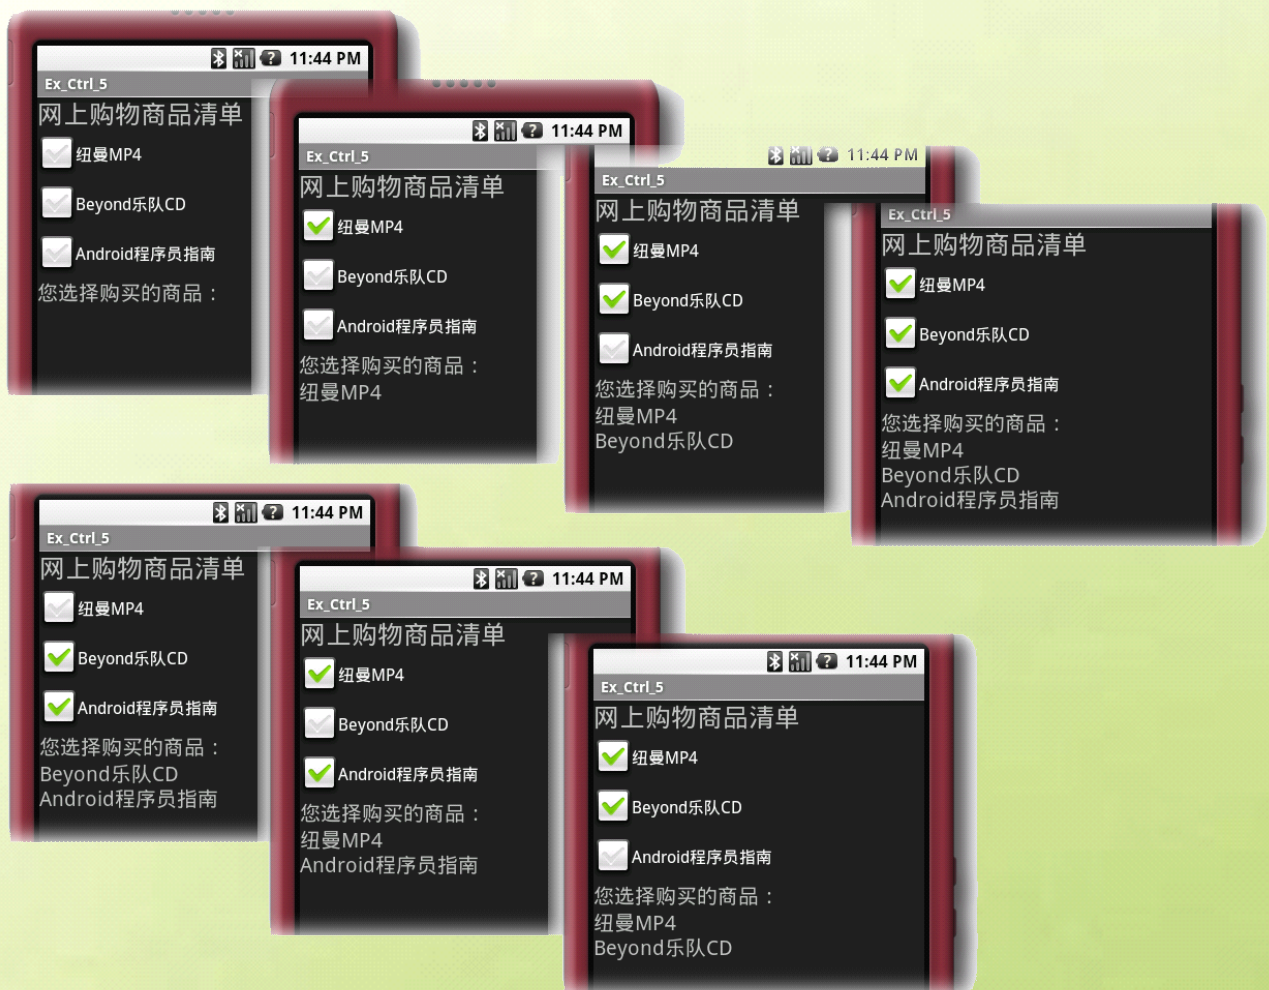 11:44 PM
Ex_Ctrl_5
网上购物商品清单
纽曼MP4
Beyond乐队CD
Android程序员指南
您选择购买的商品：
11:44 PM
Ex_Ctrl_5
网上购物商品清单
纽曼MP4
Beyond乐队CD
Android程序员指南
您选择购买的商品：
纽曼MP4
11:44 PM
Ex_Ctrl_5
网上购物商品清单
纽曼MP4
Beyond乐队CD
Android程序员指南
您选择购买的商品：
纽曼MP4
Beyond乐队CD
Ex_Ctrl_5
网上购物商品清单
纽曼MP4
Beyond乐队CD
Android程序员指南
您选择购买的商品：
纽曼MP4
Beyond乐队CD
Android程序员指南
11:44 PM
Ex_Ctrl_5
网上购物商品清单
纽曼MP4
Beyond乐队CD
Android程序员指南
您选择购买的商品：
Beyond乐队CD
Android程序员指南
11:44 PM
Ex_Ctrl_5
网上购物商品清单
纽曼MP4
Beyond乐队CD
Android程序员指南
您选择购买的商品：
纽曼MP4
Android程序员指南
11:44 PM
Ex_Ctrl_5
网上购物商品清单
纽曼MP4
Beyond乐队CD
Android程序员指南
您选择购买的商品：
纽曼MP4
Beyond乐队CD